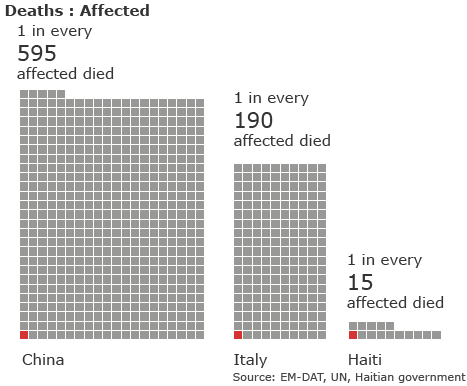 Deaths : Affected
1 in every
595
affected died
1 in every
190
affected died
1 in every
15
affected died
China
Italy
Haiti
Source: EM-DAT, UN, Haitian government